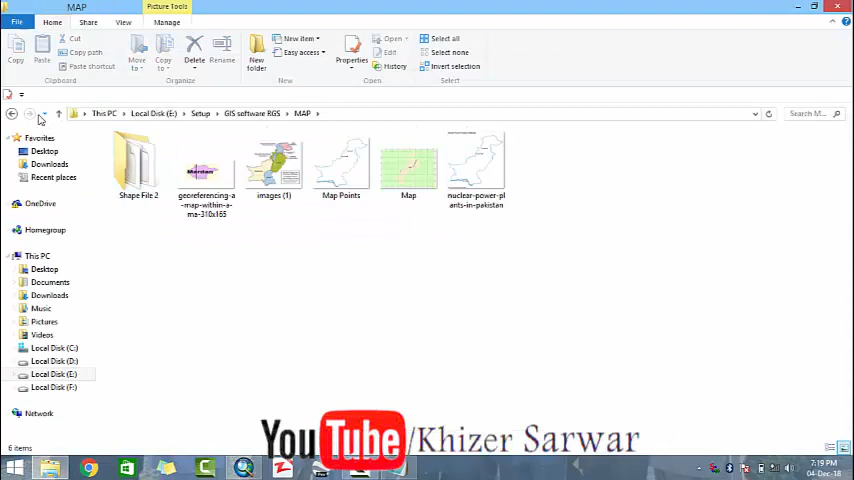 MAP
Picture Tools
File
Home
Share
View
Manage
Copy
Paste
Cut
Copy path
Paste shortcut
Clipboard
Move to
Copy to
Delete
Rename
Organize
New folder
New item
Easy access
New
Properties
Open
Edit
History
Open
Select all
Select none
Invert selection
Select
This PC
Local Disk (E:)
Setup
GIS software RGS
MAP
Search M...
Favorites
Desktop
Downloads
Recent places
OneDrive
Homegroup
This PC
Desktop
Documents
Downloads
Music
Pictures
Videos
Local Disk (C:)
Local Disk (D:)
Local Disk (E:)
Local Disk (F:)
Network
Mardan
Shape File 2
georeferencing-a
-map-within-a-
ma-310x165
images (1)
Map Points
Map
nuclear-power-pl
ants-in-pakistan
YouTube/Khizer Sarwar
6 items
7:19 PM
04-Dec-18